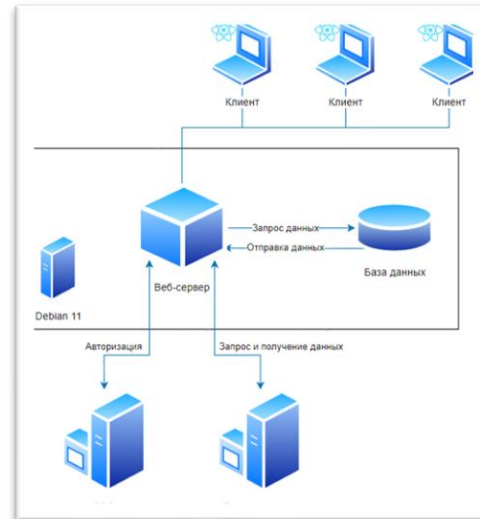 Клиент
Клиент
Клиент
Запрос данных
Отправка данных
Веб-сервер
База данных
Debian 11
Авторизация
Запрос и получение данных